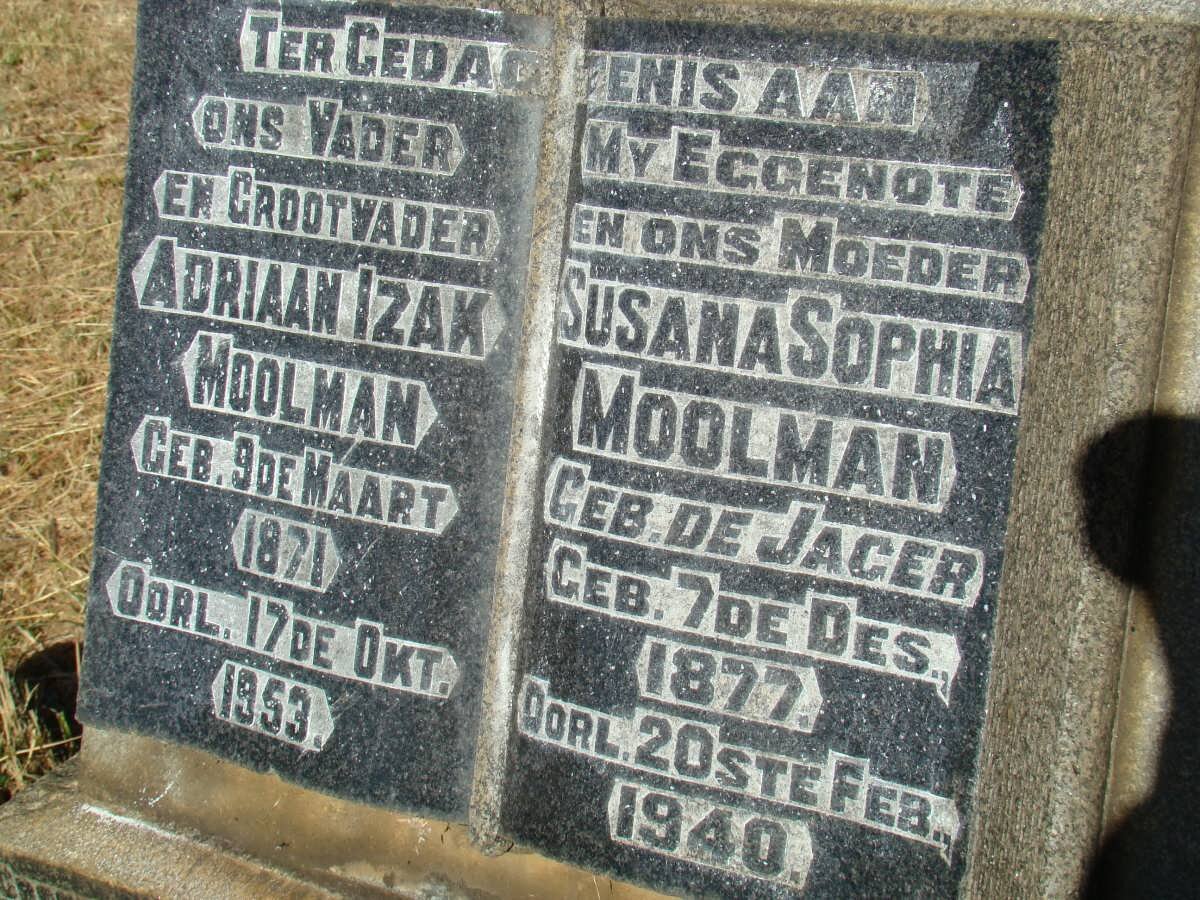 TER GEDAGTENIS AAN
ONS VADER
EN GROOTVADER
ADRIAAN IZAK
MOOLMAN
GEB. 9DE MAART
1871
OORL. 17DE OKT.
1953.
MY EGGENOTE
EN ONS MOEDER
SUSANA SOPHIA
MOOLMAN
GEB. DE JAGER
GEB. 7DE DES.,
1877.
OORL. 20STE FEB.,
1940.